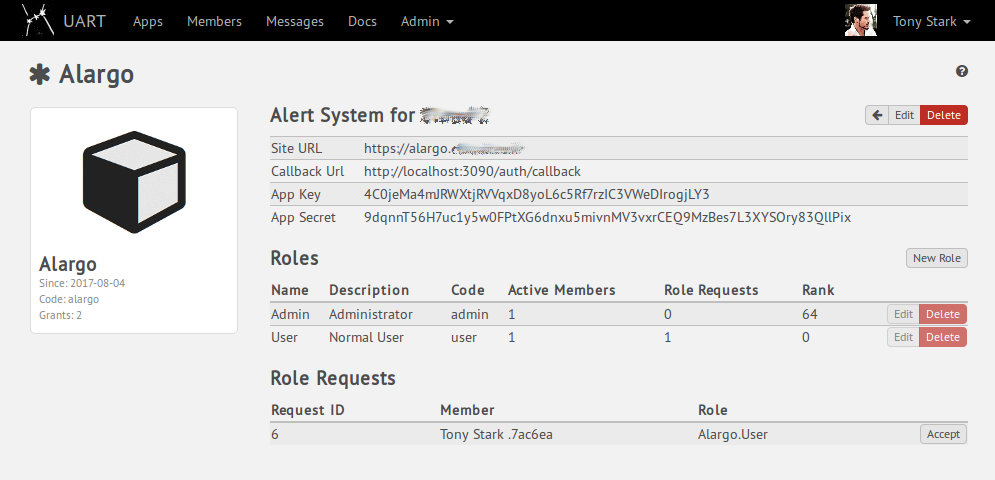 UART Apps Members Messages Docs Admin Tony Stark
Alargo
Alert System for
Edit Delete
Site URL https://alargo.
Callback Url http://localhost:3090/auth/callback
App Key 4C0jeMa4mJRWXtjRVVqxD8yoL6c5Rf7rzIC3VWeDIrogjLY3
App Secret 9dqnnT56H7uc1y5w0FPtXG6dnxu5mivnMV3vxrCEQ9MzBes7L3XYSOry83QllPix
Alargo
Since: 2017-08-04
Code: alargo
Grants: 2
Roles New Role
Name Description Code Active Members Role Requests Rank
Admin Administrator admin 1 0 64 Edit Delete
User Normal User user 1 1 0 Edit Delete
Role Requests
Request ID Member Role
6 Tony Stark .7ac6ea Alargo.User Accept